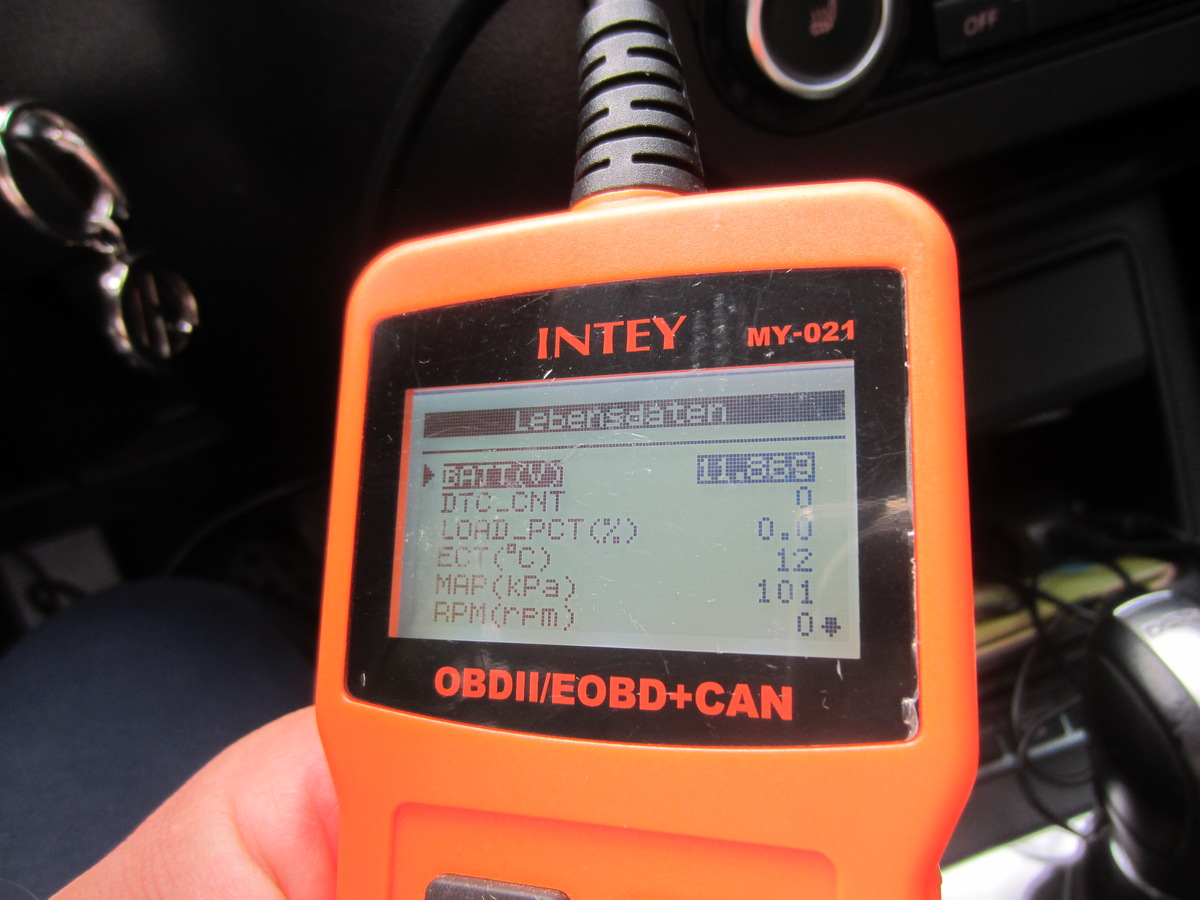 OFF
INTEY MY-021
Lebensdaten
BATT(V) 11.689
DTC_CNT 0
LOAD_PCT(%) 0.0
ECT(°C) 12
MAP(kPa) 101
RPM(rpm) 0
OBDII/EOBD+CAN